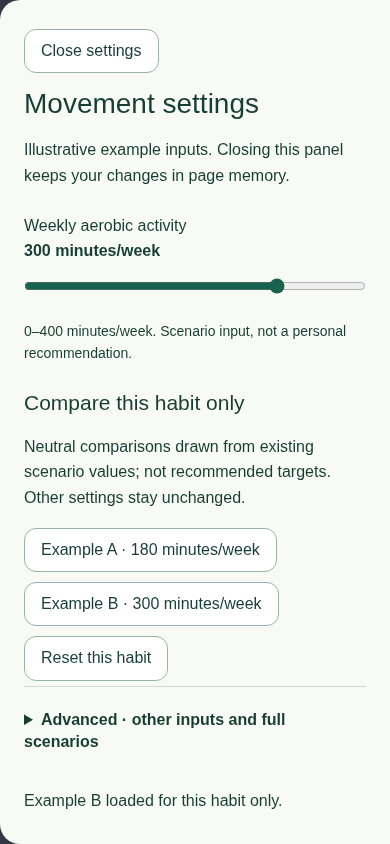 Close settings
Movement settings
Illustrative example inputs. Closing this panel
keeps your changes in page memory.
Weekly aerobic activity
300 minutes/week
0–400 minutes/week. Scenario input, not a personal
recommendation.
Compare this habit only
Neutral comparisons drawn from existing
scenario values; not recommended targets.
Other settings stay unchanged.
Example A · 180 minutes/week
Example B · 300 minutes/week
Reset this habit
Advanced · other inputs and full
scenarios
Example B loaded for this habit only.